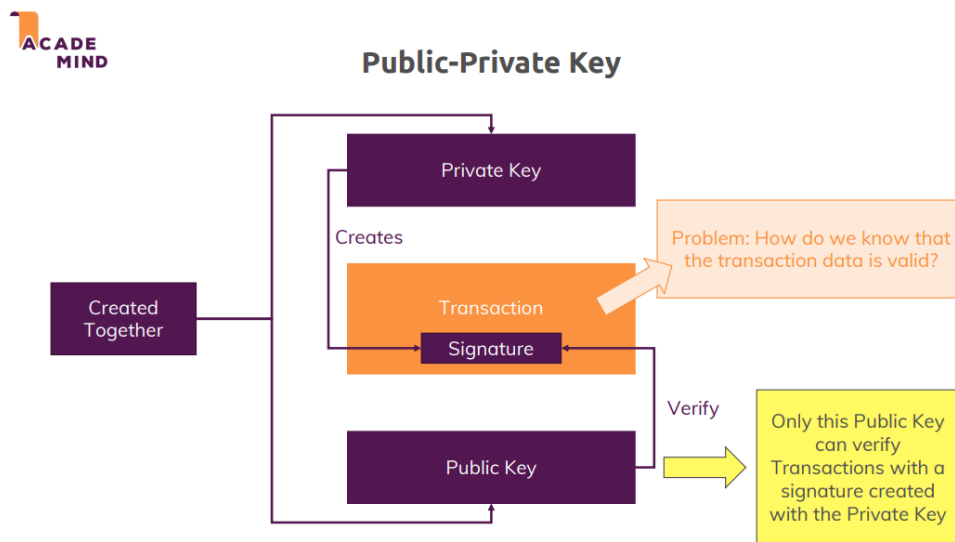 ACADE
MIND
Public-Private Key
Private Key
Creates
Problem: How do we know that
the transaction data is valid?
Created
Together
Transaction
Signature
Verify
Public Key
Only this Public Key
can verify
Transactions with a
signature created
with the Private Key